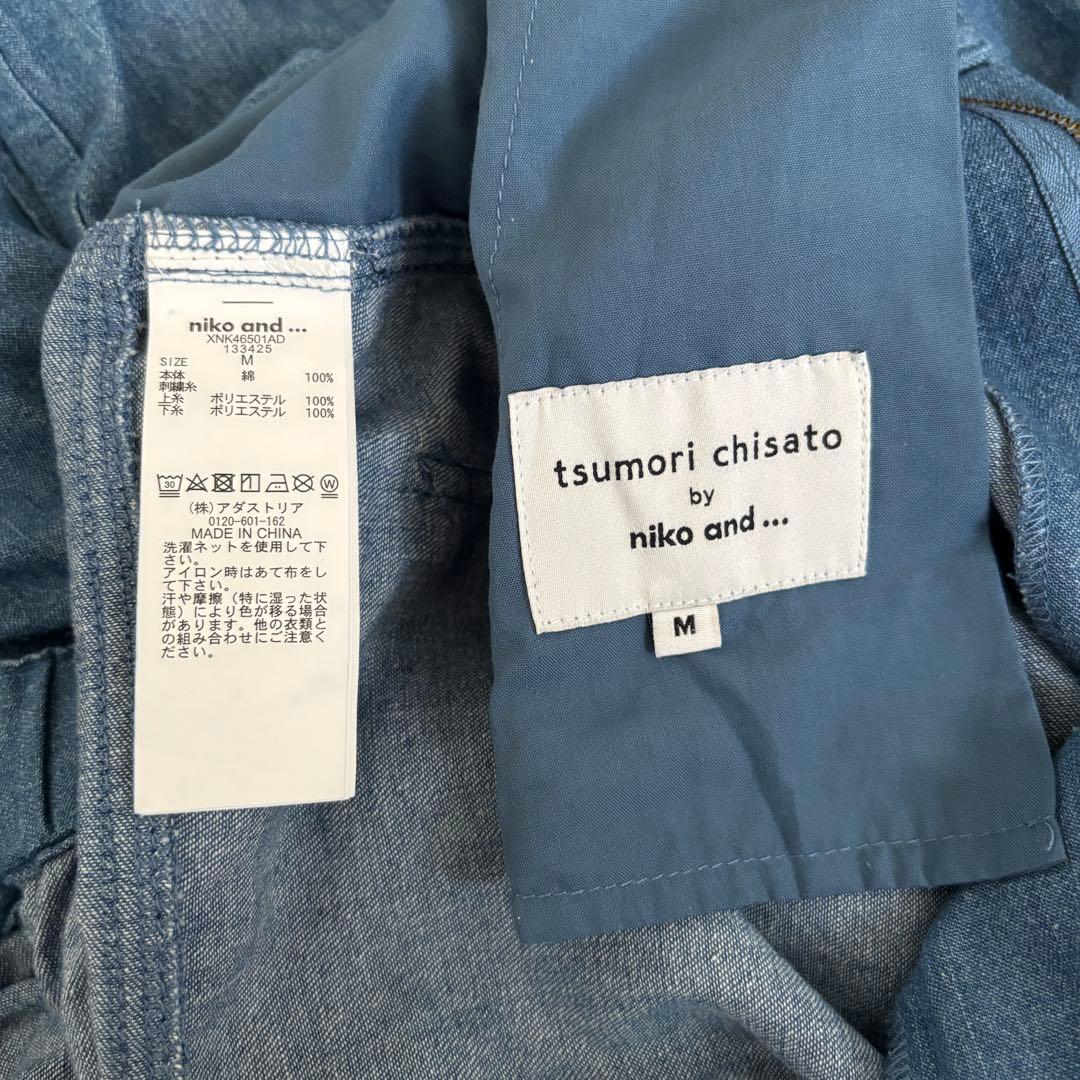 niko and ...
XNK46501AD
133425
SIZE M
本体 綿 100%
刺繍糸
上糸 ポリエステル 100%
下糸 ポリエステル 100%
30
(株)アダストリア
0120-601-162
MADE IN CHINA
洗濯ネットを使用して下
さい。
アイロン時はあて布をし
て下さい。
汗や摩擦(特に湿った状
態)により色が移る場合
があります。他の衣類と
の組み合わせにご注意く
ださい。
tsumori chisato
by
niko and ...
M